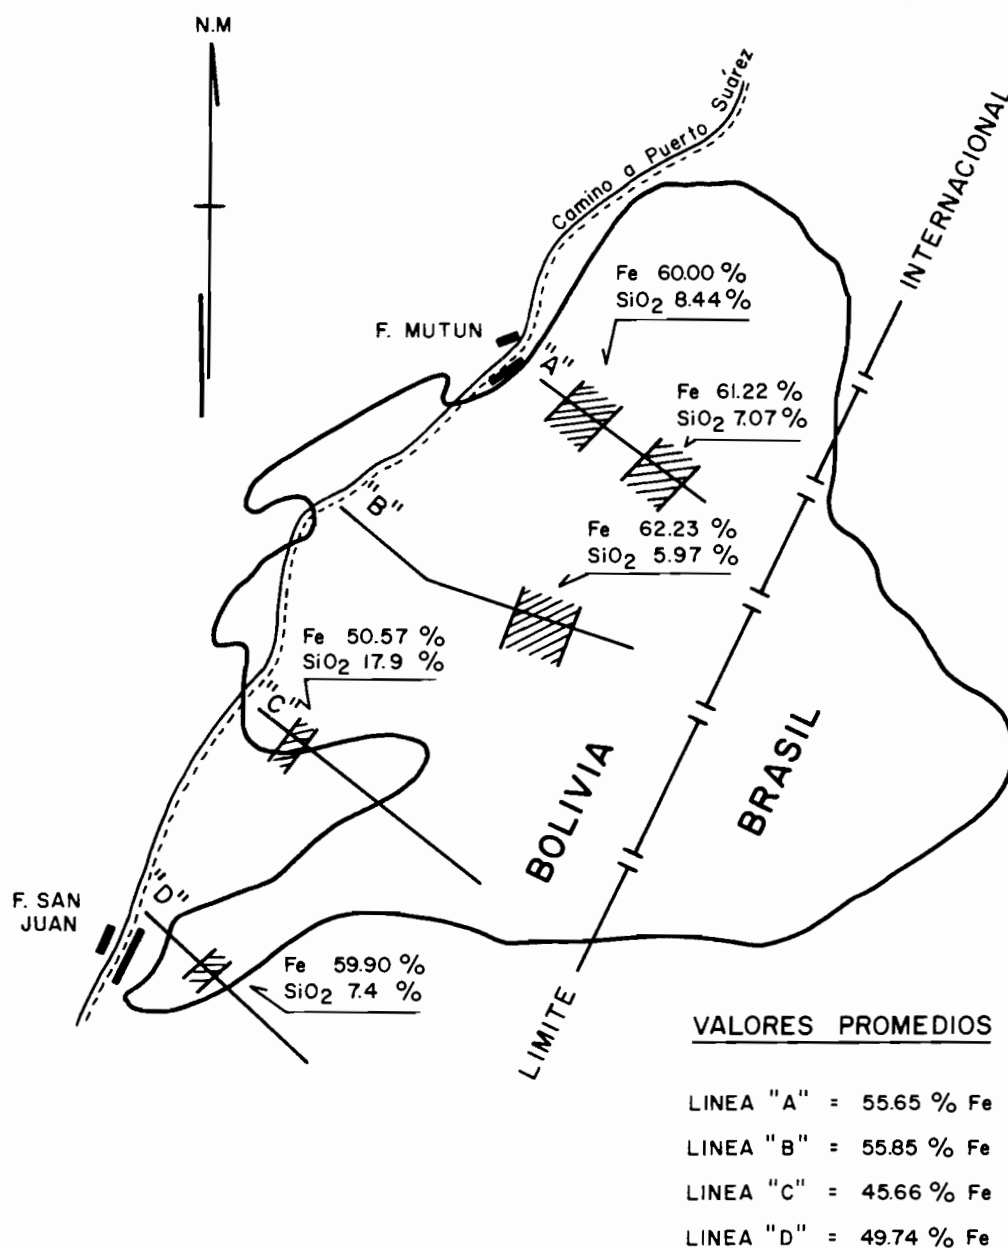 N.M
Camino a Puerto Suárez
INTERNACIONAL
Fe 60.00 %
SiO2 8.44 %
F. MUTUN
"A"
Fe 61.22 %
SiO2 7.07 %
"B"
Fe 62.23 %
SiO2 5.97 %
Fe 50.57 %
SiO2 17.9 %
"C"
BOLIVIA
BRASIL
"D"
F. SAN
JUAN
Fe 59.90 %
SiO2 7.4 %
LIMITE
VALORES PROMEDIOS
LINEA "A" = 55.65 % Fe
LINEA "B" = 55.85 % Fe
LINEA "C" = 45.66 % Fe
LINEA "D" = 49.74 % Fe